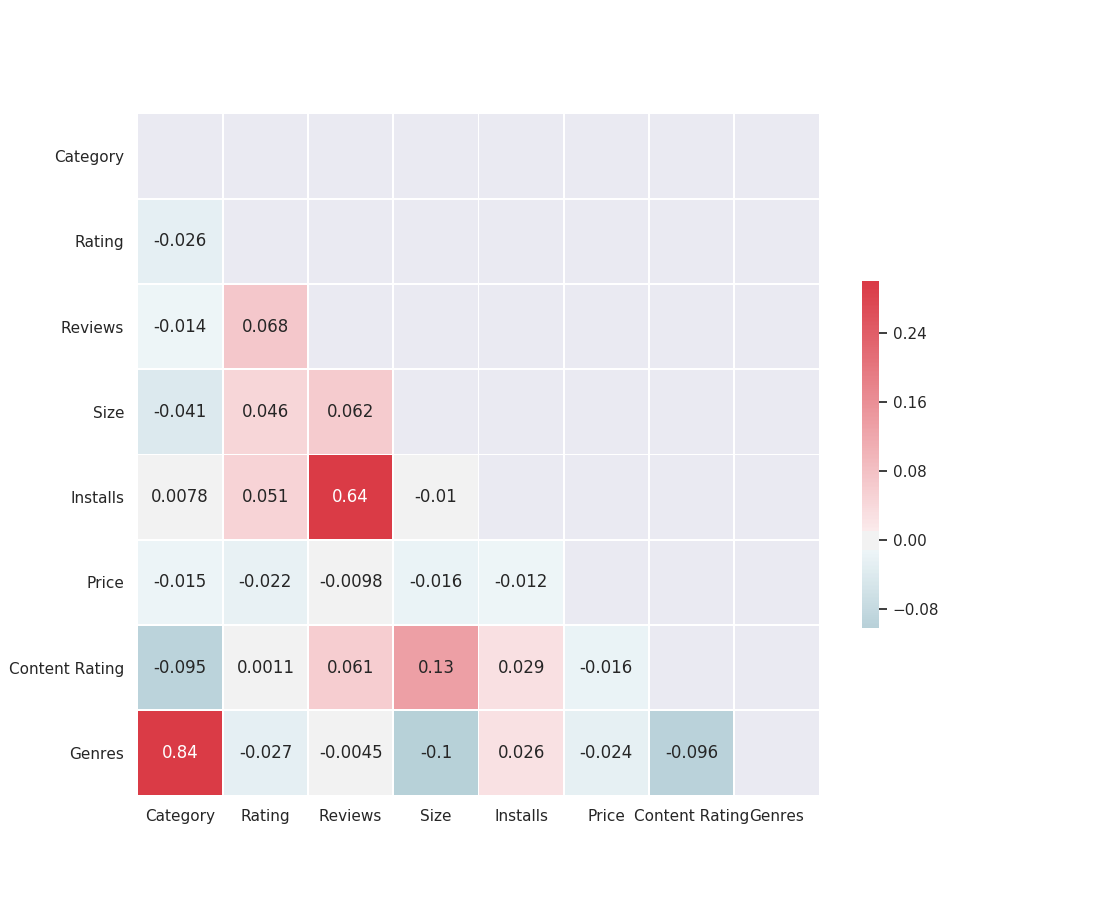 Category
Rating -0.026
Reviews -0.014 0.068
Size -0.041 0.046 0.062
Installs 0.0078 0.051 0.64 -0.01
Price -0.015 -0.022 -0.0098 -0.016 -0.012
Content Rating -0.095 0.0011 0.061 0.13 0.029 -0.016
Genres 0.84 -0.027 -0.0045 -0.1 0.026 -0.024 -0.096
Category Rating Reviews Size Installs Price Content Rating Genres
0.24
0.16
0.08
0.00
−0.08